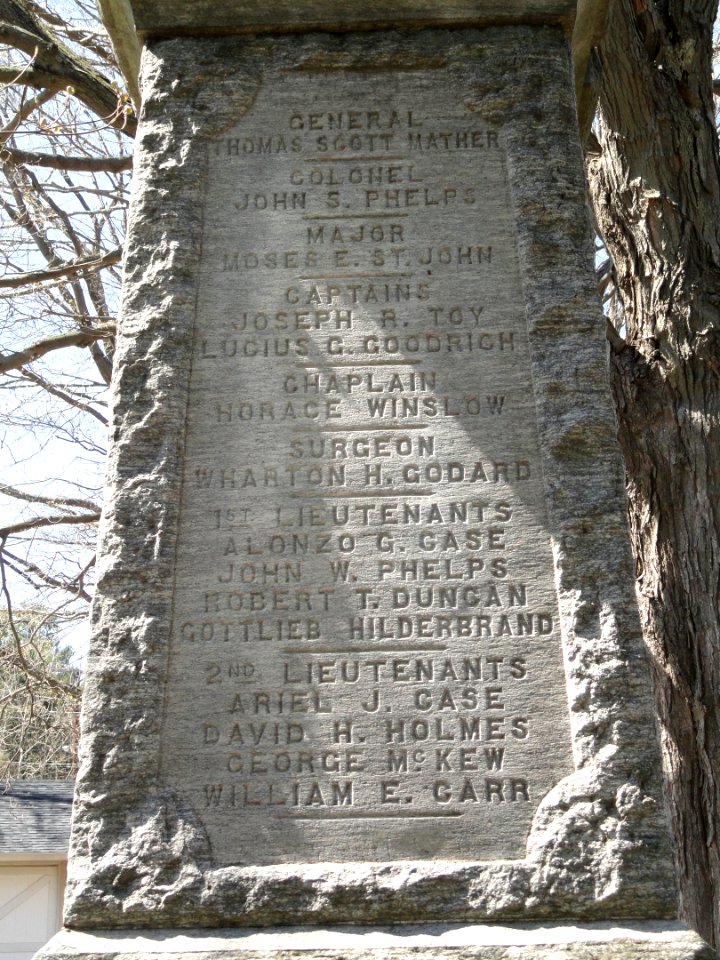 GENERAL
THOMAS SCOTT MATHER
COLONEL
JOHN S. PHELPS
MAJOR
MOSES E. ST. JOHN
CAPTAINS
JOSEPH R. TOY
LUCIUS G. GOODRICH
CHAPLAIN
HORACE WINSLOW
SURGEON
WHARTON H. GODARD
1ST. LIEUTENANTS
ALONZO G. CASE
JOHN W. PHELPS
ROBERT T. DUNCAN
GOTTLIEB HILDERBRAND
2ND. LIEUTENANTS
ARIEL J. CASE
DAVID H. HOLMES
GEORGE McKEW
WILLIAM E. CARR